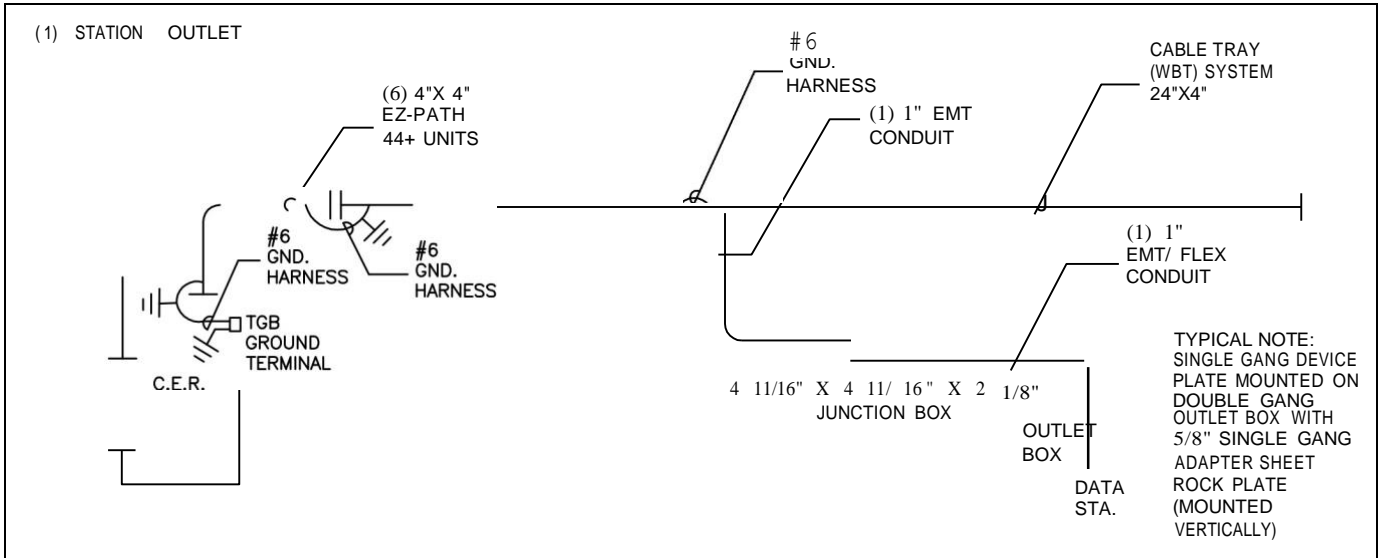 (1) STATION OUTLET
#6
GND.
HARNESS
CABLE TRAY
(WBT) SYSTEM
24"X4"
(6) 4"X 4"
EZ-PATH
44+ UNITS
(1) 1" EMT
CONDUIT
#6
GND.
HARNESS
#6
GND.
HARNESS
(1) 1"
EMT/ FLEX
CONDUIT
TGB
GROUND
TERMINAL
C.E.R.
4 11/16" X 4 11/ 16" X 2 1/8"
JUNCTION BOX
OUTLET
BOX
DATA
STA.
TYPICAL NOTE:
SINGLE GANG DEVICE
PLATE MOUNTED ON
DOUBLE GANG
OUTLET BOX WITH
5/8" SINGLE GANG
ADAPTER SHEET
ROCK PLATE
(MOUNTED
VERTICALLY)